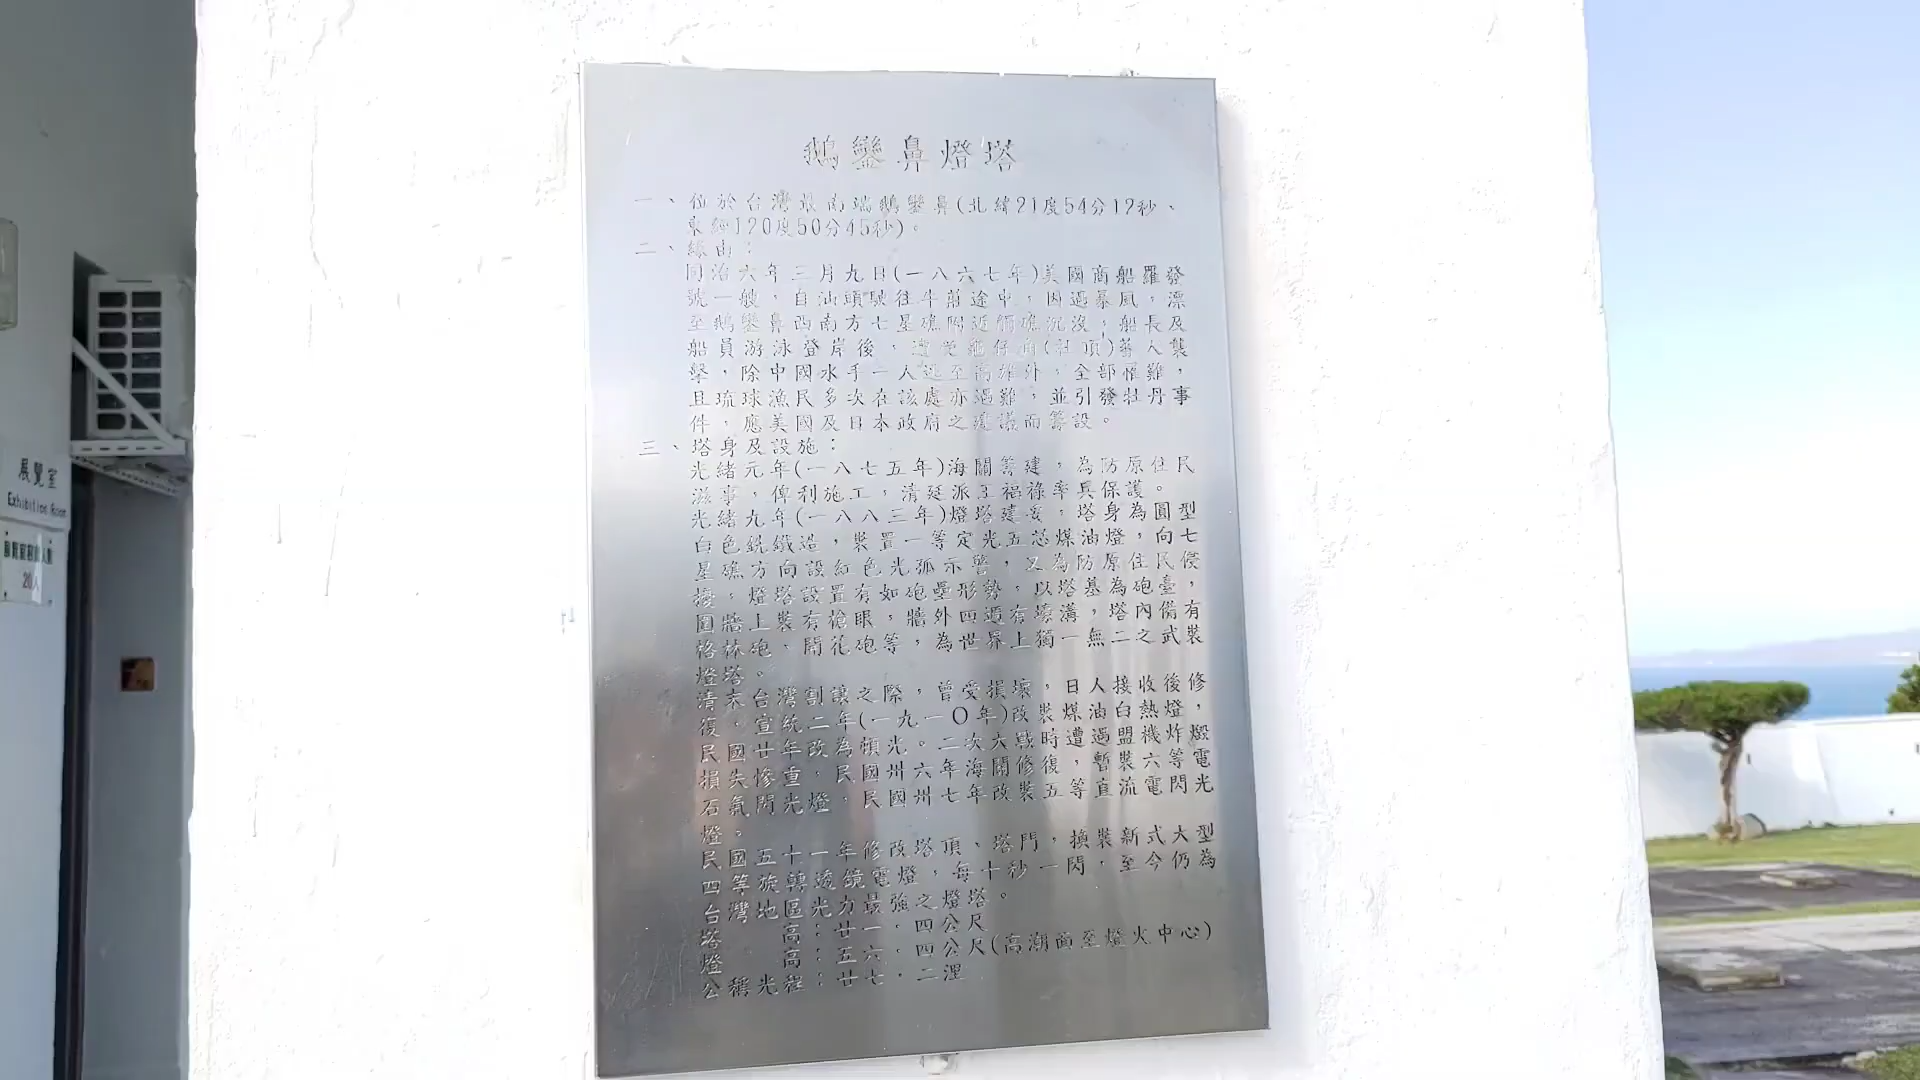 鵝鑾鼻燈塔
一、位於台灣最南端鵝鑾鼻(北緯21度54分12秒、
東經120度50分45秒)。
二、緣由：
同治六年三月九日(一八六七年)美國商船羅發
號一艘，自汕頭駛往牛莊途中，因遇暴風，漂
至鵝鑾鼻西南方七星礁附近觸礁沉沒，船長及
船員游泳登岸後，遭受龜仔角(社頂)蕃人襲
擊，除中國水手一人逃至高雄外，全部罹難，
且琉球漁民多次在該處亦遇難，並引發牡丹事
件，應美國及日本政府之建議而籌設。
三、塔身及設施：
光緒元年(一八七五年)海關籌建，為防原住民
滋事，俾利施工，清廷派王福祿率兵保護。
光緒九年(一八八三年)燈塔建妥，塔身為圓型
白色銑鐵造，裝置一等定光五芯煤油燈，向七
星礁方向設紅色光弧示警，又為防原住民侵
擾，燈塔設置有如砲壘形勢，以塔基為砲臺，
圍牆上裝有槍眼，牆外四週有壕溝，塔內備有
格林砲、開花砲等，為世界上獨一無二之武裝
燈塔。
清末台灣割讓之際，曾受損壞，日人接收後修
復。宣統二年(一九一〇年)改裝煤油白熱燈，
民國廿年改為頻光。二次大戰時遭遇盟機炸燬
損失慘重，民國卅六年海關修復，暫裝六等電
石氣閃光燈，民國卅七年改裝五等直流電閃光
燈。
民國五十一年修改塔頂、塔門，換裝新式大型
四等旋轉透鏡電燈，每十秒一閃，至今仍為
台灣地區光力最強之燈塔。
塔 高：廿一．四公尺
燈 高：五六．四公尺(高潮面至燈火中心)
公稱光程：廿七．二浬
展覽室
Exhibition Room
20人